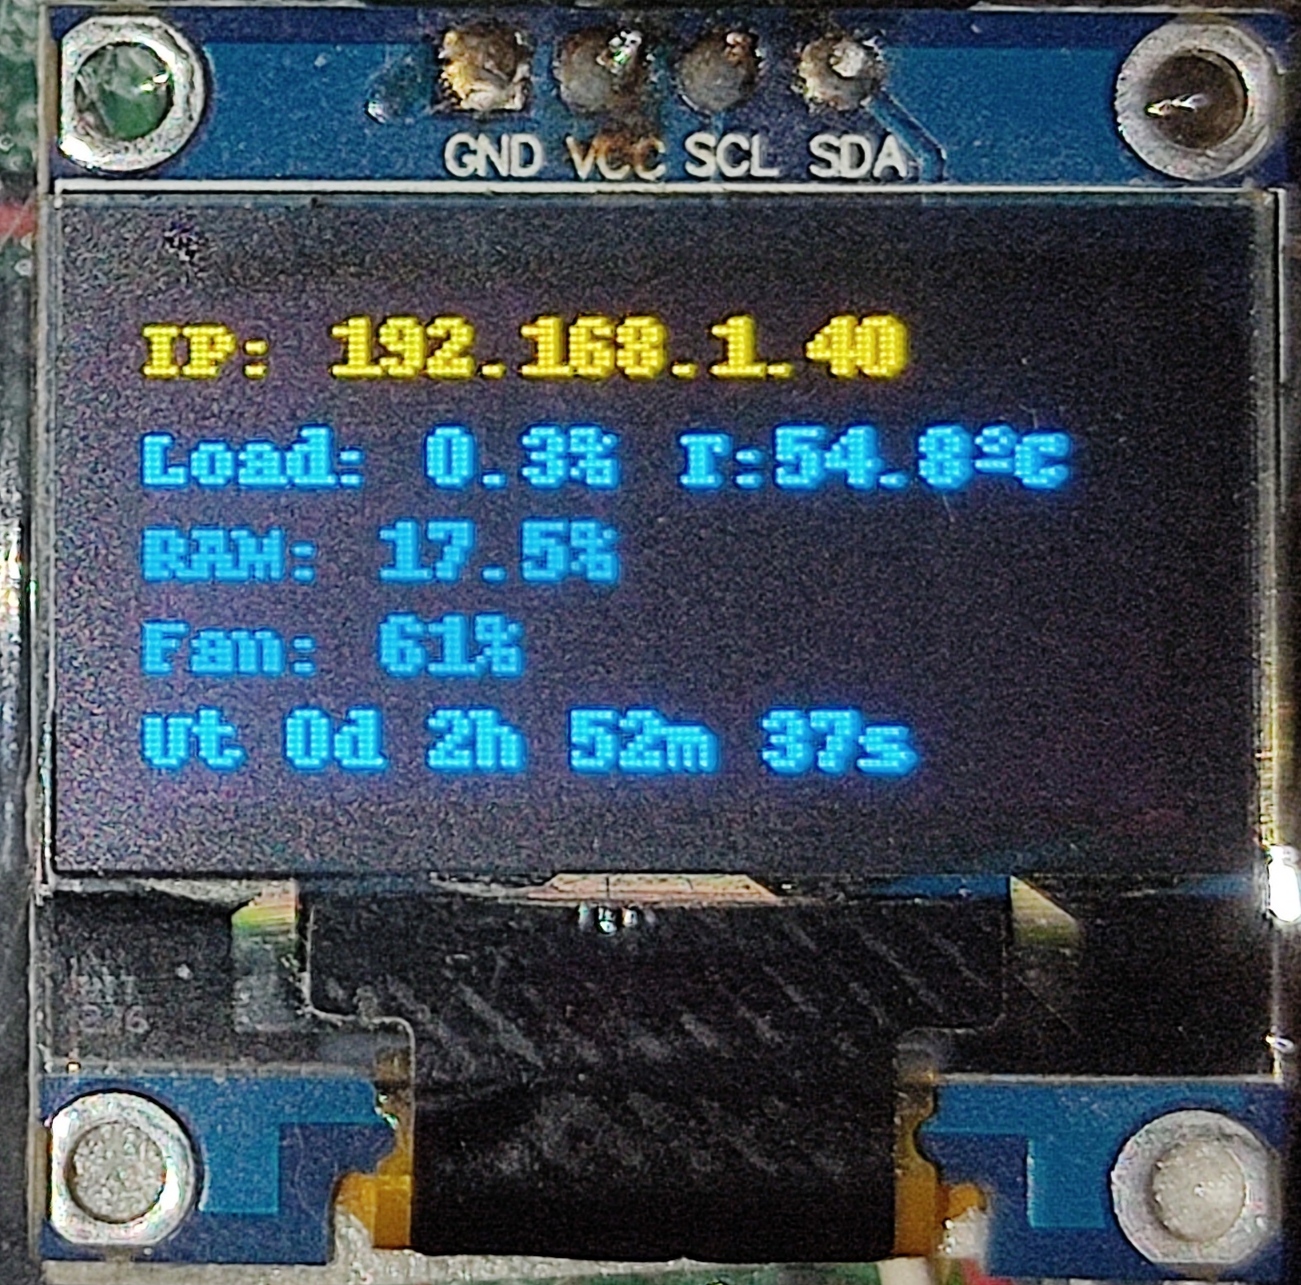 GND VCC SCL SDA
IP: 192.168.1.40
Load: 0.3% T:54.8ºC
RAM: 17.5%
Fan: 61%
Ut 0d 2h 52m 37s